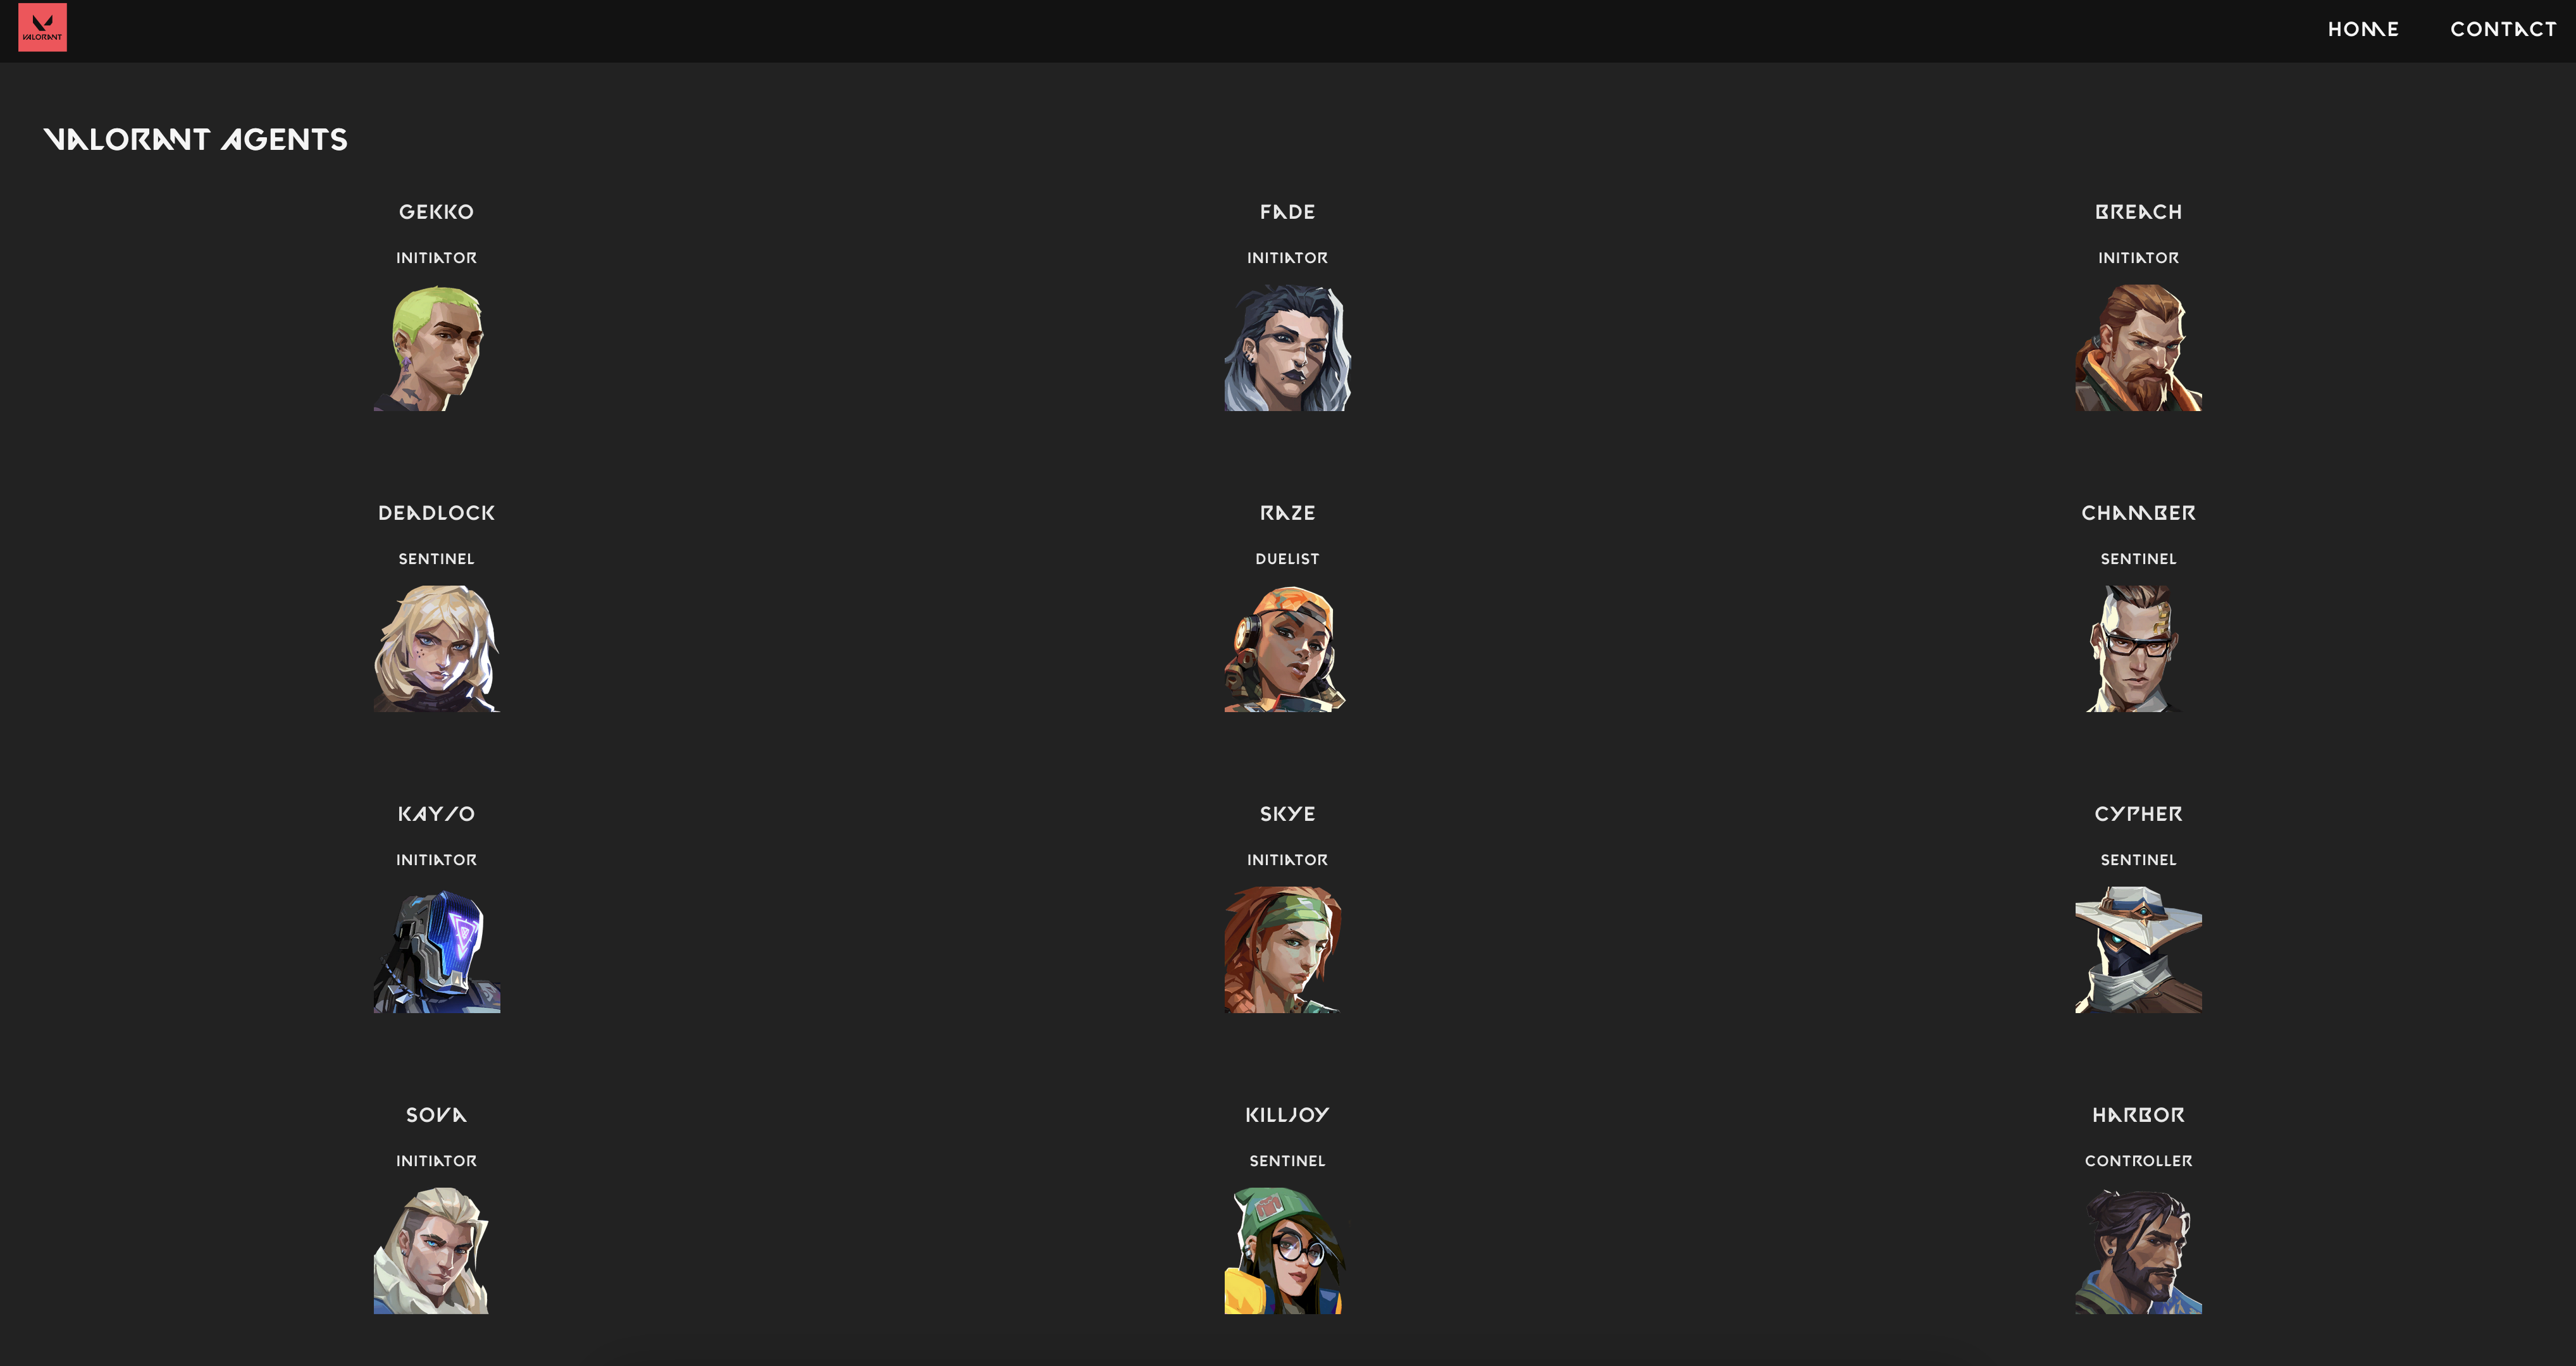 VALORANT
HOME CONTACT
VALORANT AGENTS
GEKKO
INITIATOR
FADE
INITIATOR
BREACH
INITIATOR
DEADLOCK
SENTINEL
RAZE
DUELIST
CHAMBER
SENTINEL
KAY/O
INITIATOR
SKYE
INITIATOR
CYPHER
SENTINEL
SOVA
INITIATOR
KILLJOY
SENTINEL
HARBOR
CONTROLLER